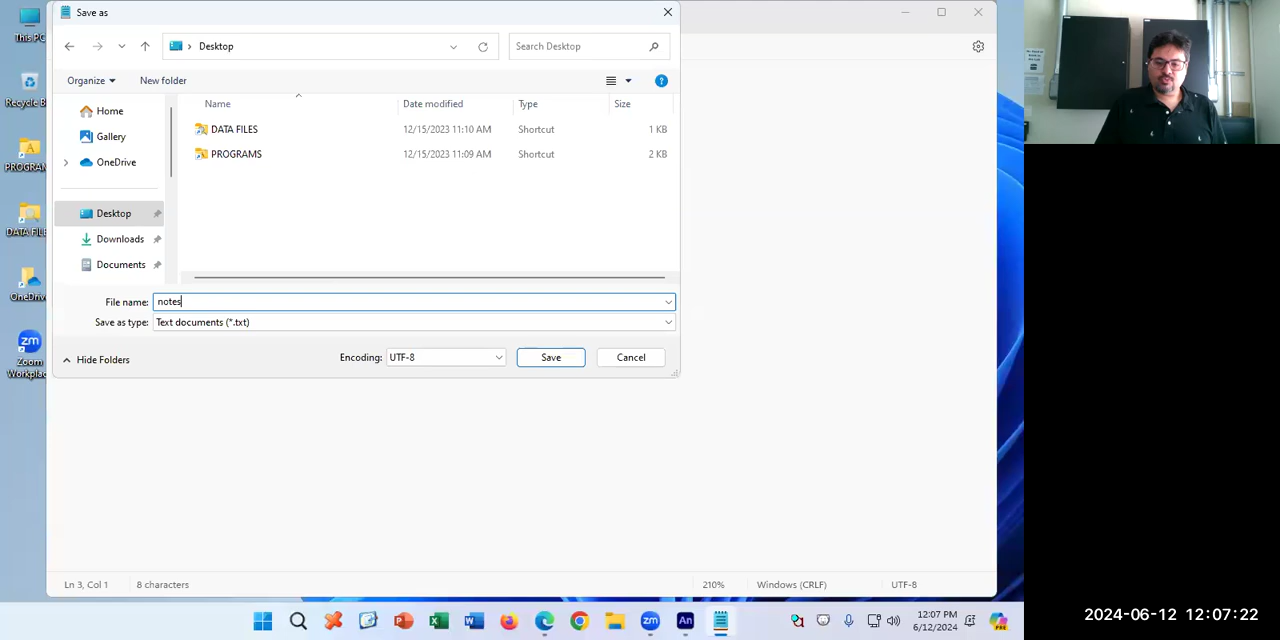 Save as
This PC
Desktop
Search Desktop
Recycle B
Organize
New folder
Name
Date modified
Type
Size
Home
DATA FILES
12/15/2023 11:10 AM
Shortcut
1 KB
Gallery
PROGRAMS
12/15/2023 11:09 AM
Shortcut
2 KB
OneDrive
PROGRAM
Desktop
DATA FILE
Downloads
Documents
OneDrive
File name:
notes
Save as type:
Text documents (*.txt)
Zoom
Workplac
Hide Folders
Encoding:
UTF-8
Save
Cancel
Ln 3, Col 1
8 characters
210%
Windows (CRLF)
UTF-8
12:07 PM
6/12/2024
2024-06-12 12:07:22